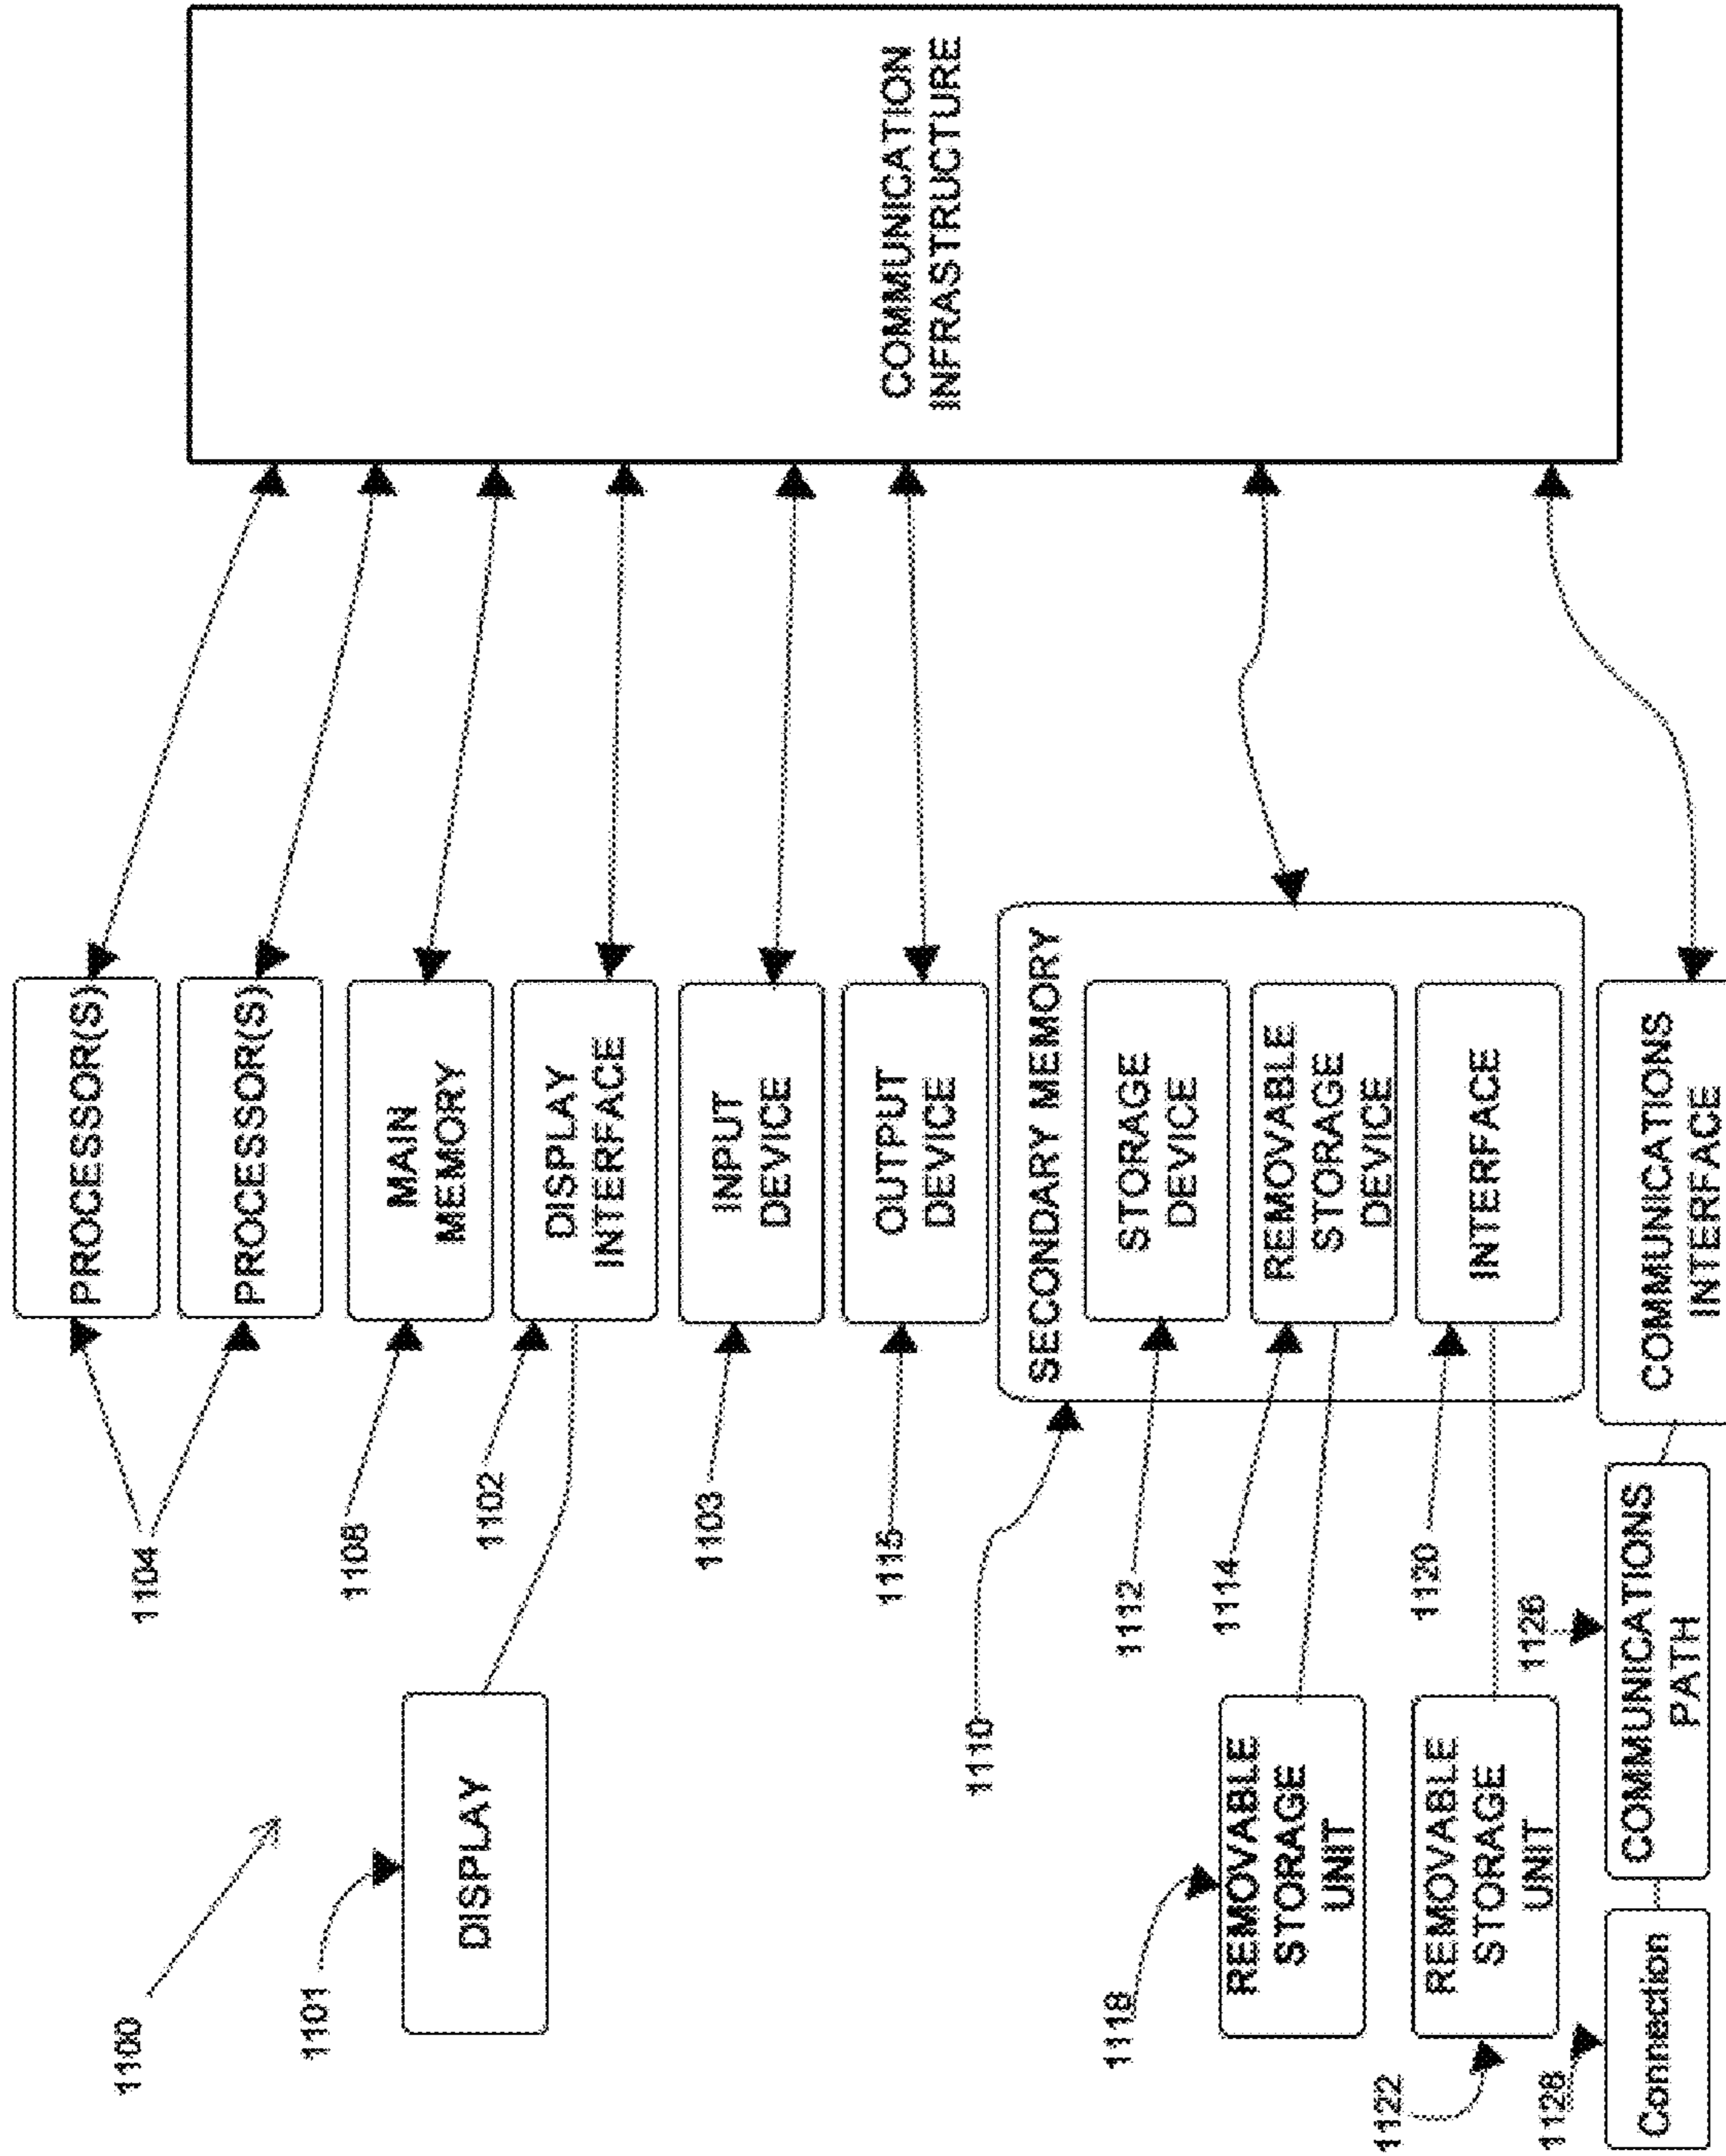 1100
1104
PROCESSOR(S)
PROCESSOR(S)
1108
MAIN
MEMORY
1101
DISPLAY
1102
DISPLAY
INTERFACE
1103
INPUT
DEVICE
1115
OUTPUT
DEVICE
COMMUNICATION
INFRASTRUCTURE
1110
SECONDARY MEMORY
1112
STORAGE
DEVICE
1118
REMOVABLE
STORAGE
UNIT
1114
REMOVABLE
STORAGE
DEVICE
1122
REMOVABLE
STORAGE
UNIT
1120
INTERFACE
1128
Connection
1126
COMMUNICATIONS
PATH
COMMUNICATIONS
INTERFACE